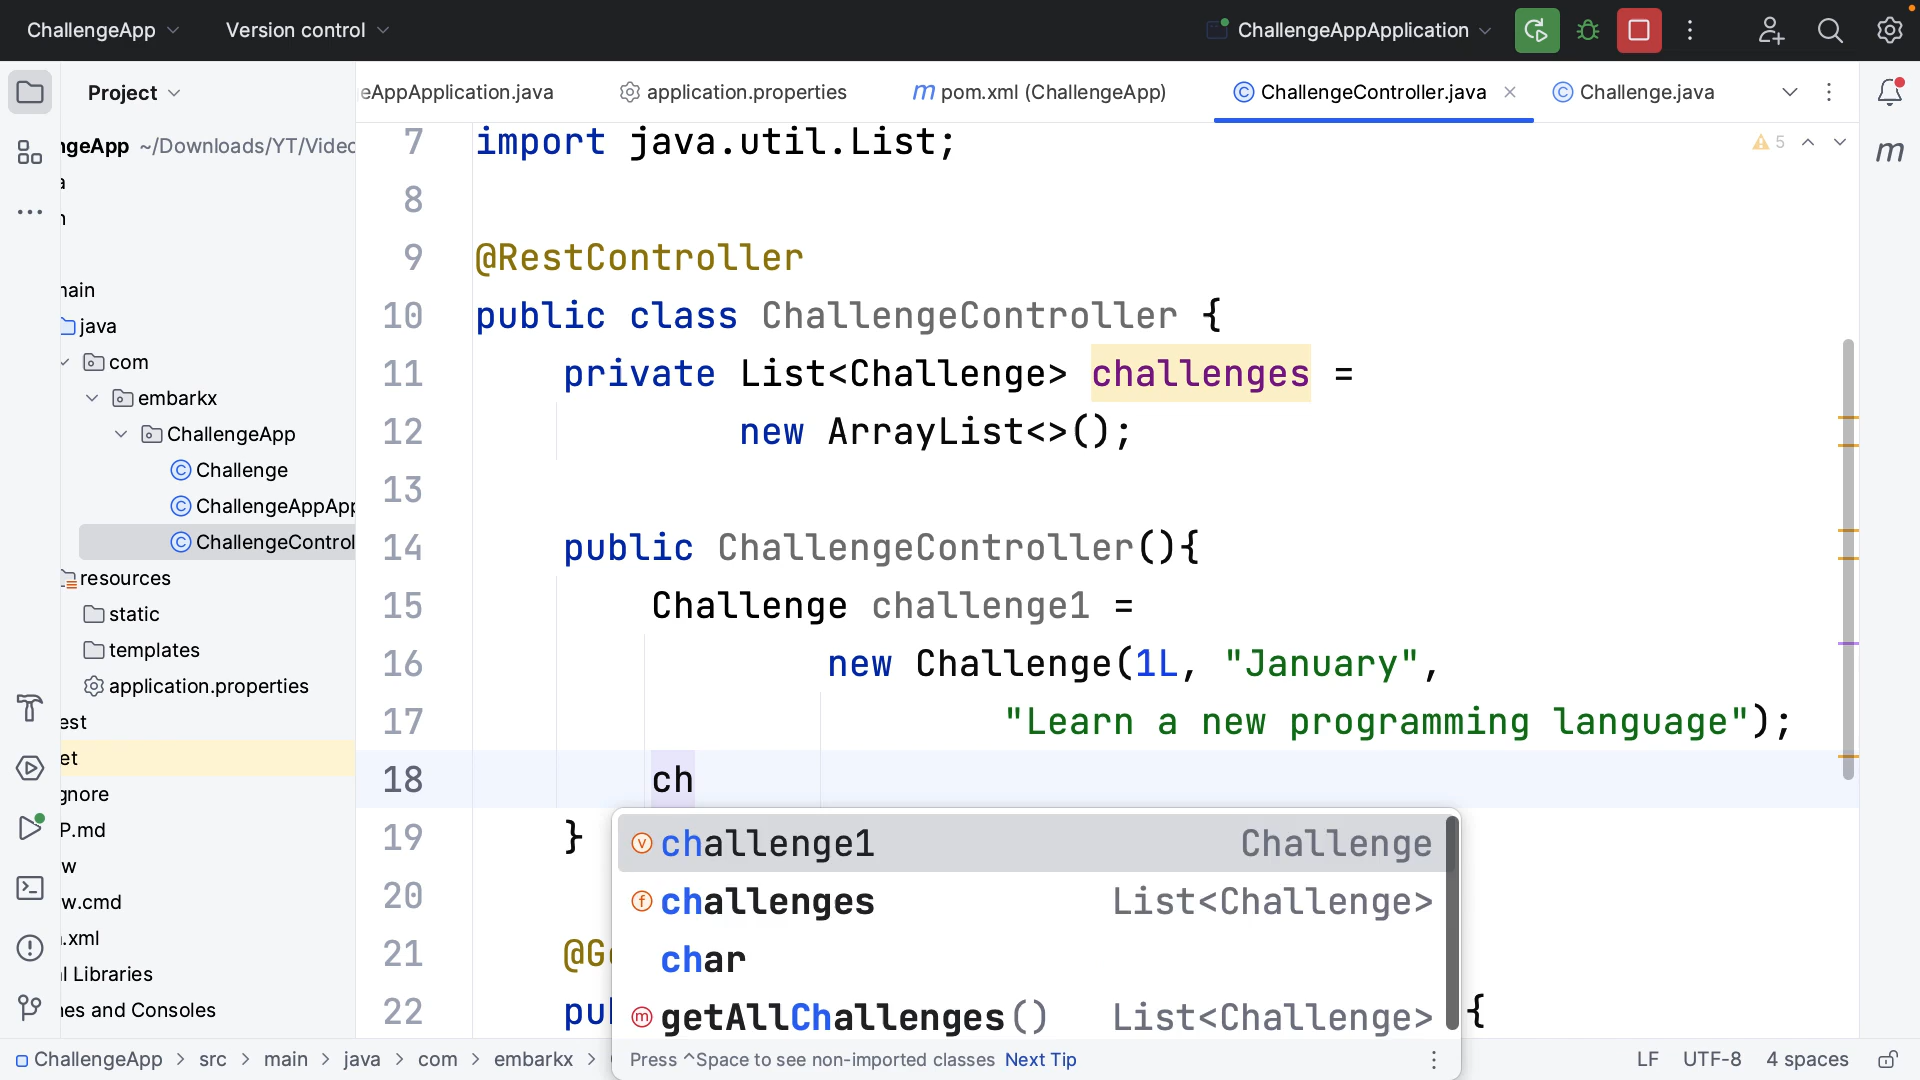 ChallengeApp Version control ChallengeAppApplication
Project
eAppApplication.java application.properties m pom.xml (ChallengeApp) ChallengeController.java Challenge.java
ngeApp ~/Downloads/YT/Videc
a
n
nain
java
com
embarkx
ChallengeApp
Challenge
ChallengeAppApp
ChallengeControl
resources
static
templates
application.properties
est
et
gnore
P.md
w
w.cmd
.xml
l Libraries
nes and Consoles
5
m
7 import java.util.List;
8
9 @RestController
10 public class ChallengeController {
11 private List<Challenge> challenges =
12 new ArrayList<>();
13
14 public ChallengeController(){
15 Challenge challenge1 =
16 new Challenge(1L, "January",
17 "Learn a new programming language");
18 ch
19 }
20
21 @G
22 pu {
challenge1 Challenge
challenges List<Challenge>
char
getAllChallenges() List<Challenge>
Press ^Space to see non-imported classes Next Tip
ChallengeApp > src > main > java > com > embarkx > LF UTF-8 4 spaces